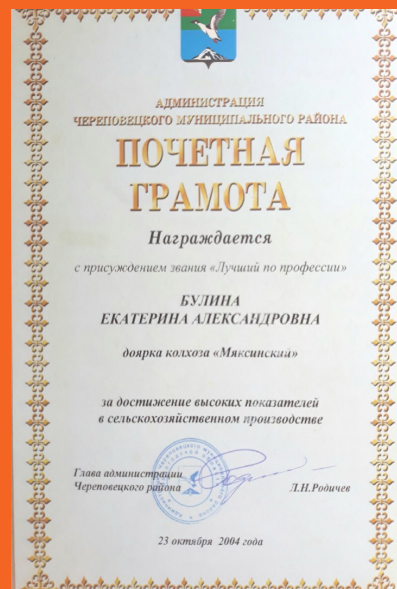 АДМИНИСТРАЦИЯ
ЧЕРЕПОВЕЦКОГО МУНИЦИПАЛЬНОГО РАЙОНА
ПОЧЕТНАЯ
ГРАМОТА
Награждается
с присуждением звания «Лучший по профессии»
БУЛИНА
ЕКАТЕРИНА АЛЕКСАНДРОВНА
доярка колхоза «Мяксинский»
за достижение высоких показателей
в сельскохозяйственном производстве
Глава администрации
Череповецкого района Л.Н.Родичев
23 октября 2004 года